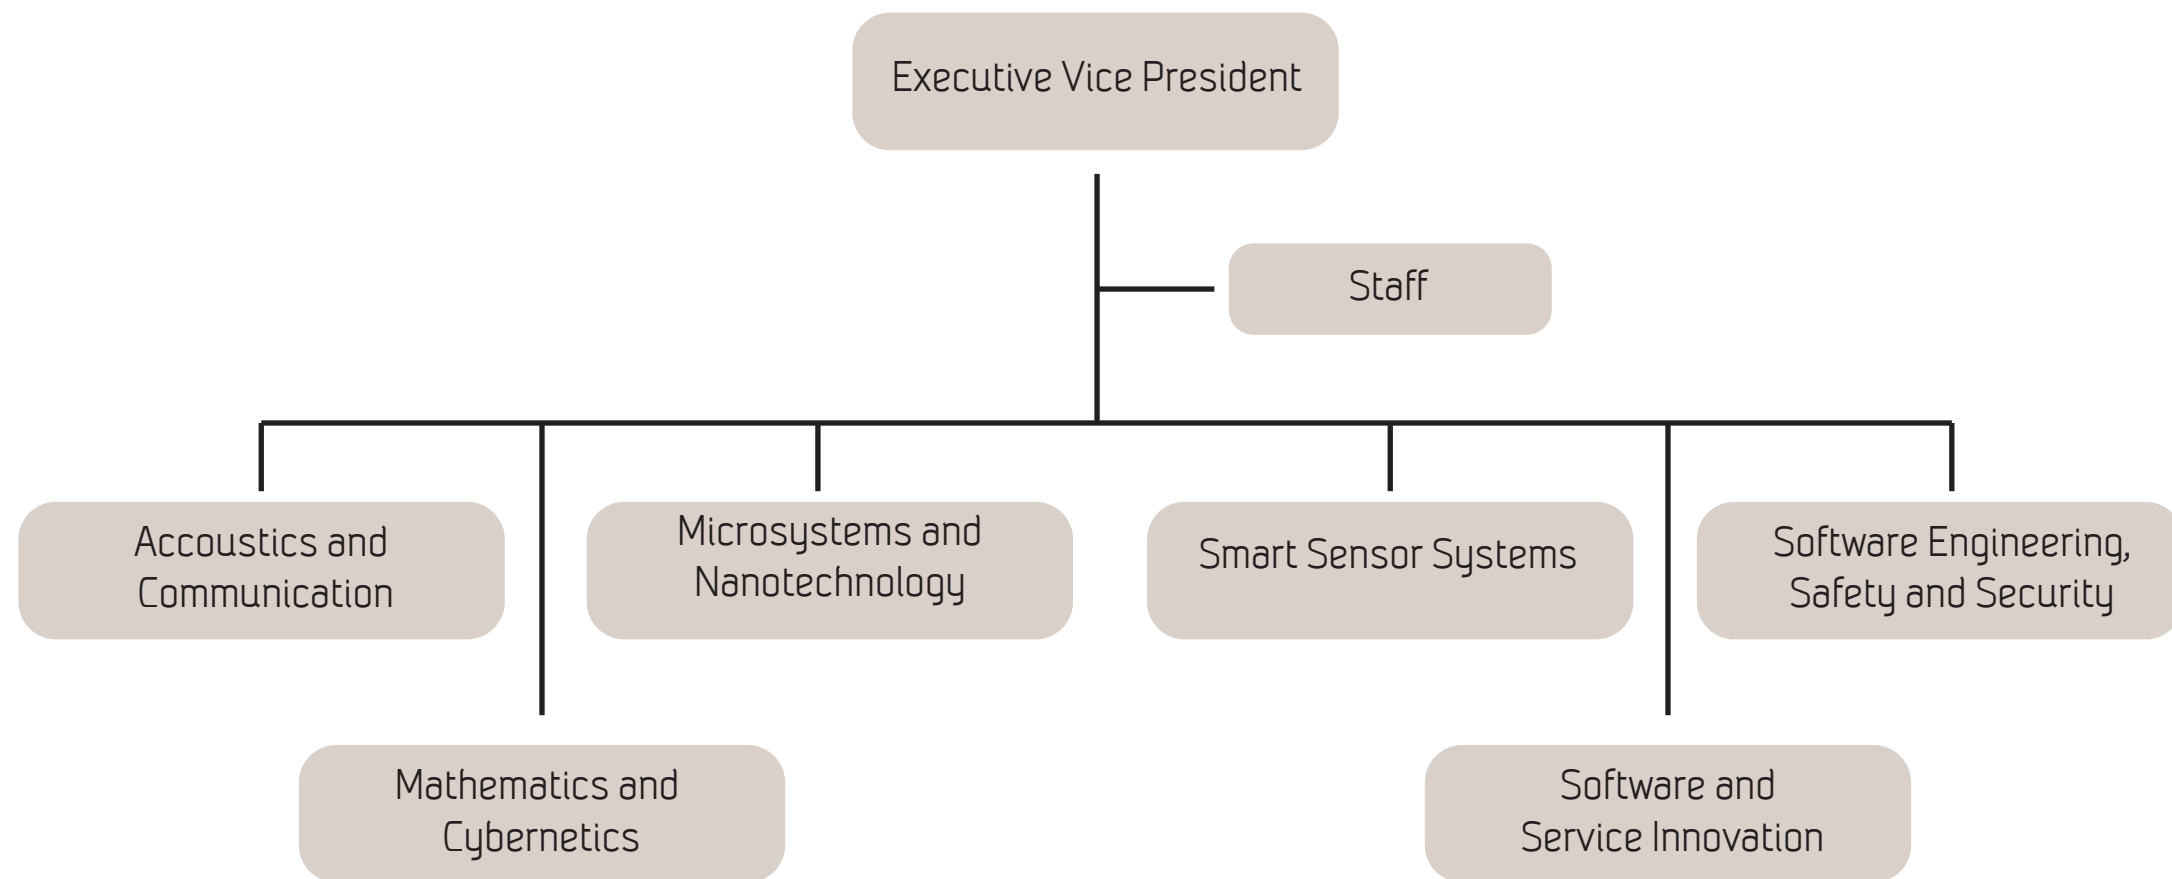 Executive Vice President
Staff
Accoustics and
Communication
Microsystems and
Nanotechnology
Smart Sensor Systems
Software Engineering,
Safety and Security
Mathematics and
Cybernetics
Software and
Service Innovation